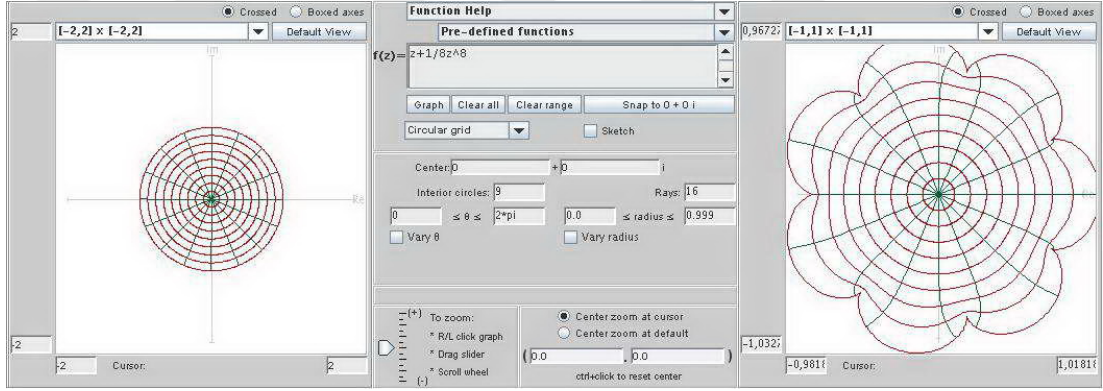 Crossed Boxed axes
2 [-2,2] x [-2,2] Default View
Im
Re
-2
-2 Cursor: 2
Function Help
Pre-defined functions
f(z)= z+1/8z^8
Graph Clear all Clear range Snap to 0 + 0 i
Circular grid Sketch
Center: 0 + 0 i
Interior circles: 9 Rays: 16
0 ≤ θ ≤ 2*pi 0.0 ≤ radius ≤ 0.999
Vary θ Vary radius
(+) To zoom:
* R/L click graph
* Drag slider
* Scroll wheel
(-)
Center zoom at cursor
Center zoom at default
( 0.0 , 0.0 )
ctrl+click to reset center
Crossed Boxed axes
[-1,1] x [-1,1] Default View
Im
Re
Cursor: